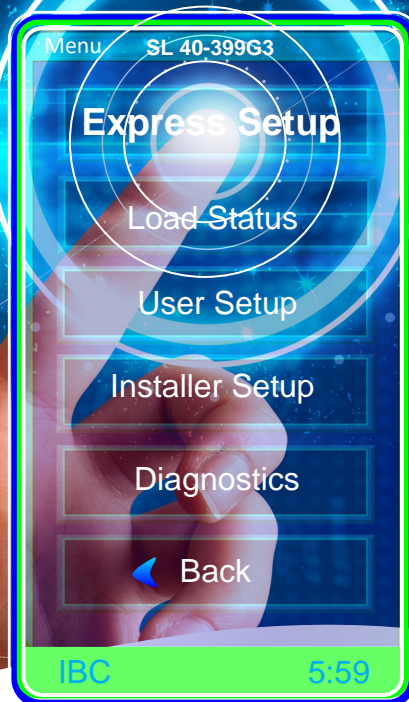 Menu SL 40-399G3
Express Setup
Load Status
User Setup
Installer Setup
Diagnostics
Back
IBC 5:59